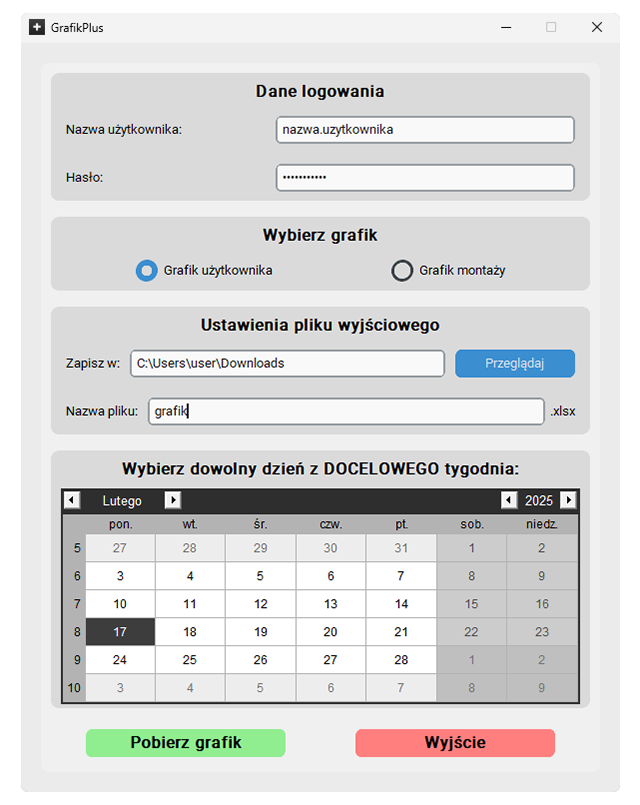 GrafikPlus
Dane logowania
Nazwa użytkownika: nazwa.uzytkownika
Hasło: •••••••••••
Wybierz grafik
Grafik użytkownika Grafik montaży
Ustawienia pliku wyjściowego
Zapisz w: C:\Users\user\Downloads Przeglądaj
Nazwa pliku: grafik .xlsx
Wybierz dowolny dzień z DOCELOWEGO tygodnia:
Lutego 2025
pon. wt. śr. czw. pt. sob. niedz.
5 27 28 29 30 31 1 2
6 3 4 5 6 7 8 9
7 10 11 12 13 14 15 16
8 17 18 19 20 21 22 23
9 24 25 26 27 28 1 2
10 3 4 5 6 7 8 9
Pobierz grafik Wyjście